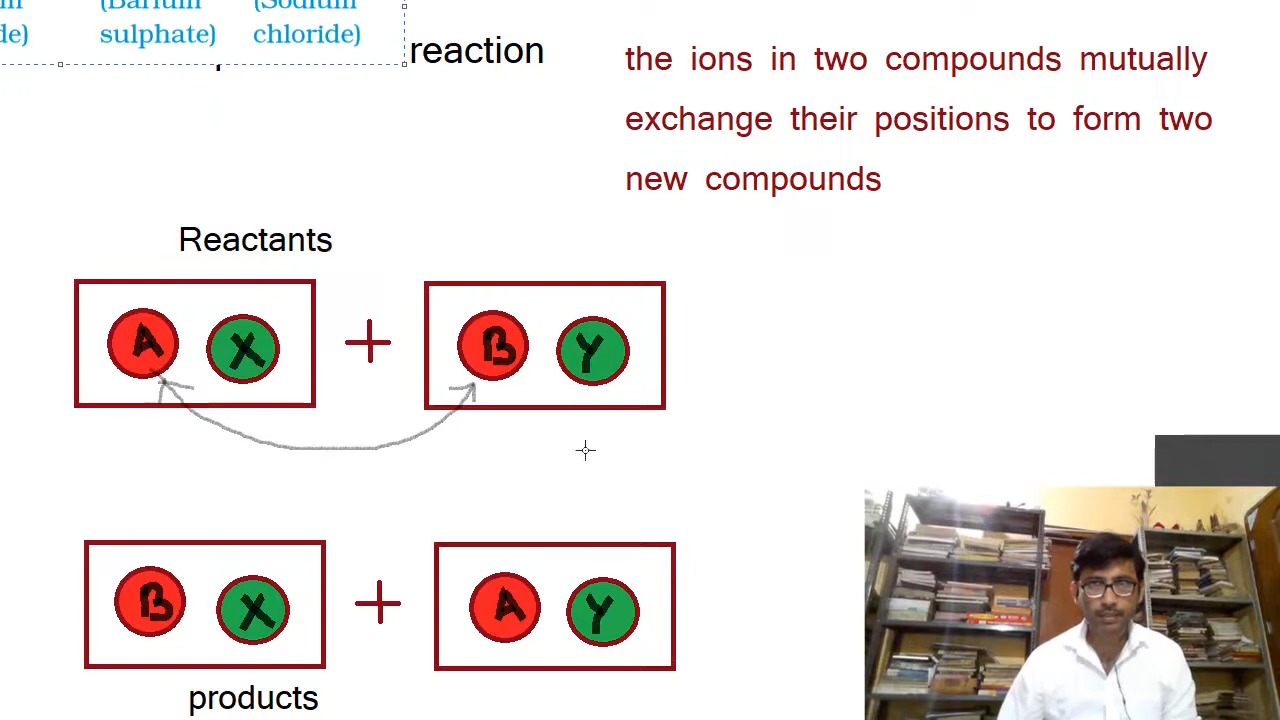 (Barium (Sodium
de) sulphate) chloride)
reaction
the ions in two compounds mutually
exchange their positions to form two
new compounds
Reactants
A X + B Y
B X + A Y
products